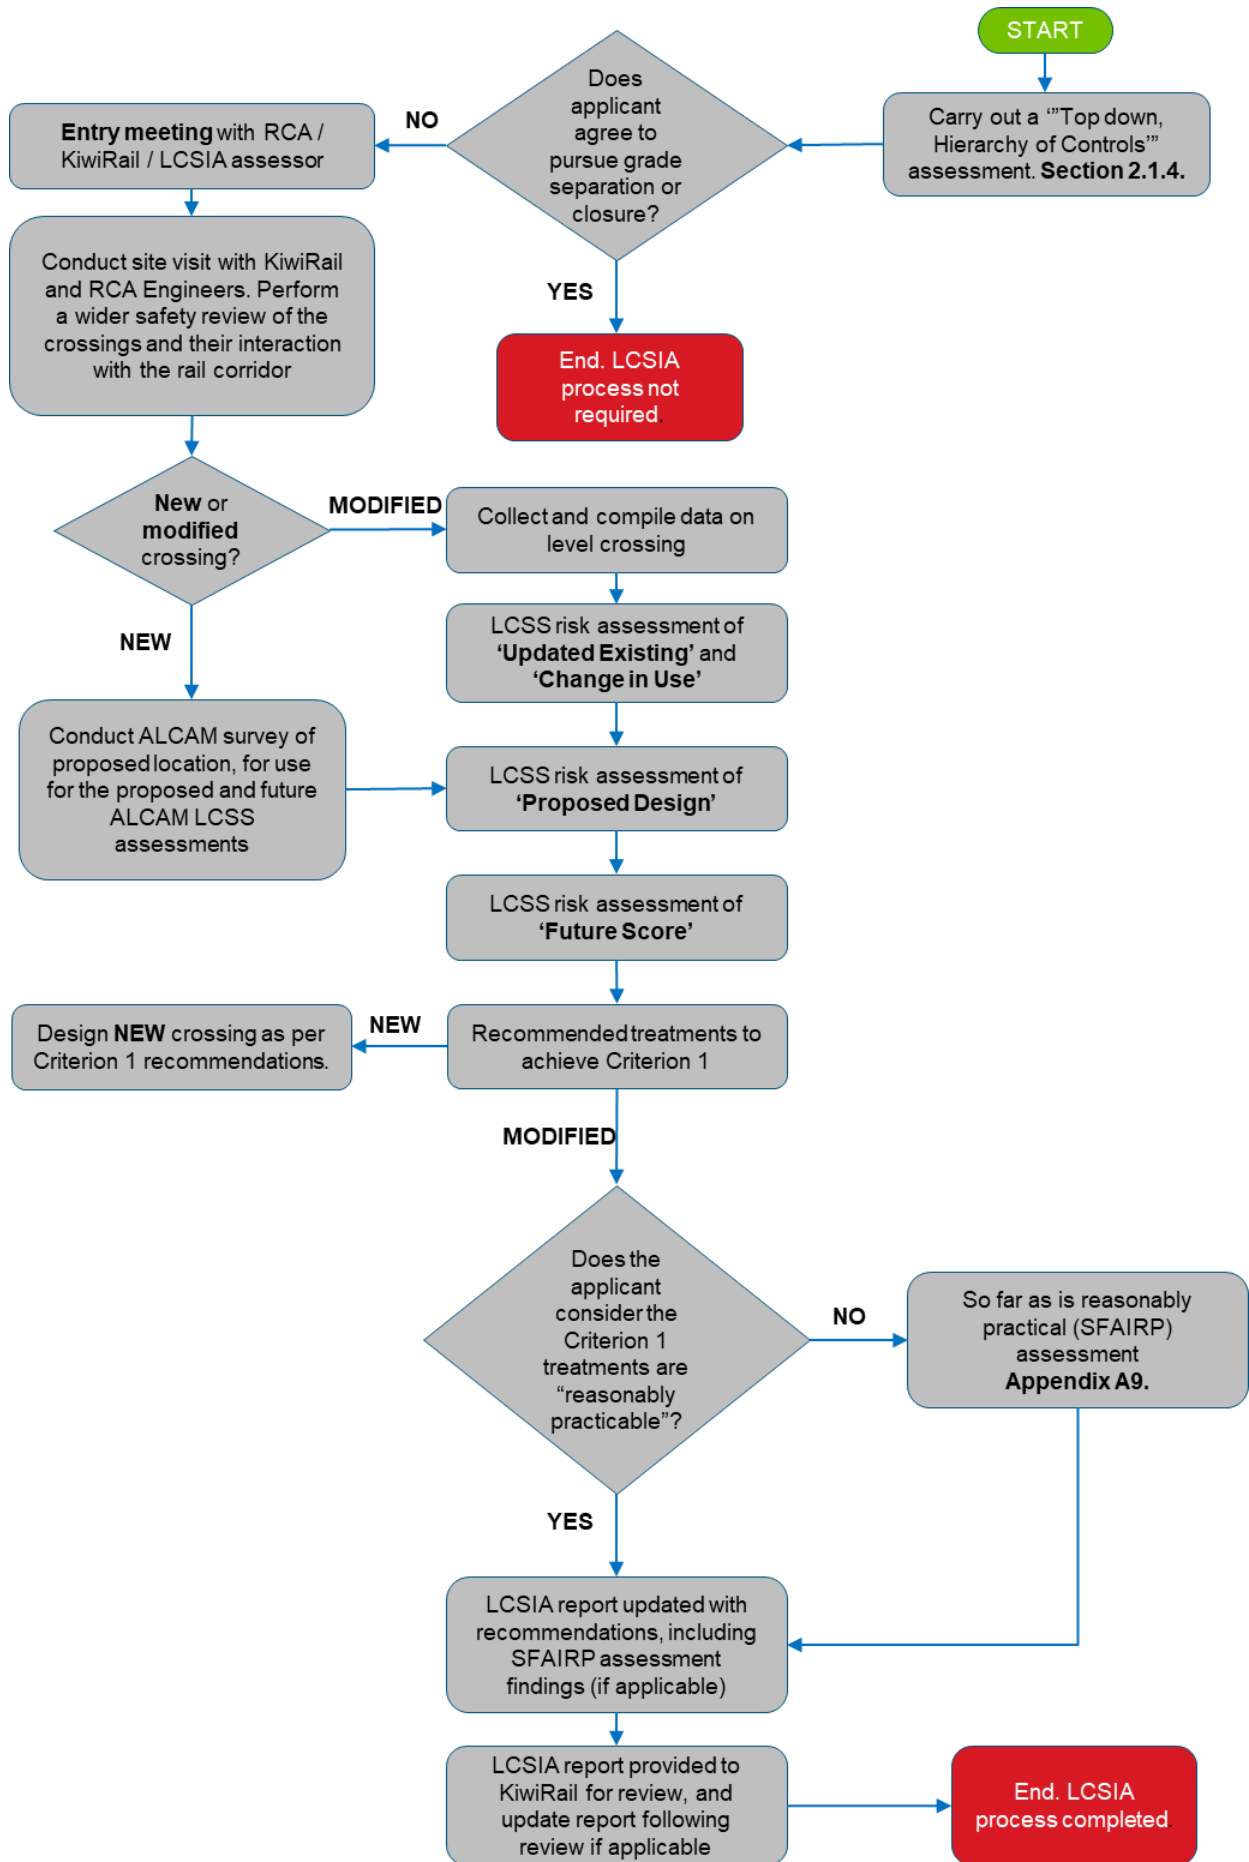 START
Carry out a ‘”Top down,
Hierarchy of Controls’”
assessment. Section 2.1.4.
Does
applicant
agree to
pursue grade
separation or
closure?
NO
YES
End. LCSIA
process not
required.
Entry meeting with RCA /
KiwiRail / LCSIA assessor
Conduct site visit with KiwiRail
and RCA Engineers. Perform
a wider safety review of the
crossings and their interaction
with the rail corridor
New or
modified
crossing?
MODIFIED
NEW
Collect and compile data on
level crossing
LCSS risk assessment of
‘Updated Existing’ and
‘Change in Use’
Conduct ALCAM survey of
proposed location, for use
for the proposed and future
ALCAM LCSS
assessments
LCSS risk assessment of
‘Proposed Design’
LCSS risk assessment of
‘Future Score’
Recommended treatments to
achieve Criterion 1
NEW
Design NEW crossing as per
Criterion 1 recommendations.
MODIFIED
Does the
applicant
consider the
Criterion 1
treatments are
“reasonably
practicable”?
NO
So far as is reasonably
practical (SFAIRP)
assessment
Appendix A9.
YES
LCSIA report updated with
recommendations, including
SFAIRP assessment
findings (if applicable)
LCSIA report provided to
KiwiRail for review, and
update report following
review if applicable
End. LCSIA
process completed.